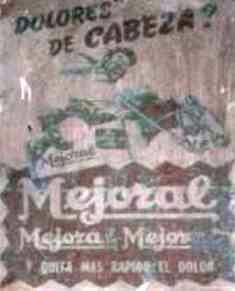 DOLORES
DE CABEZA?
Mejoral
Mejoral
Mejora Mejor
Y QUITA MAS RAPIDO EL DOLOR